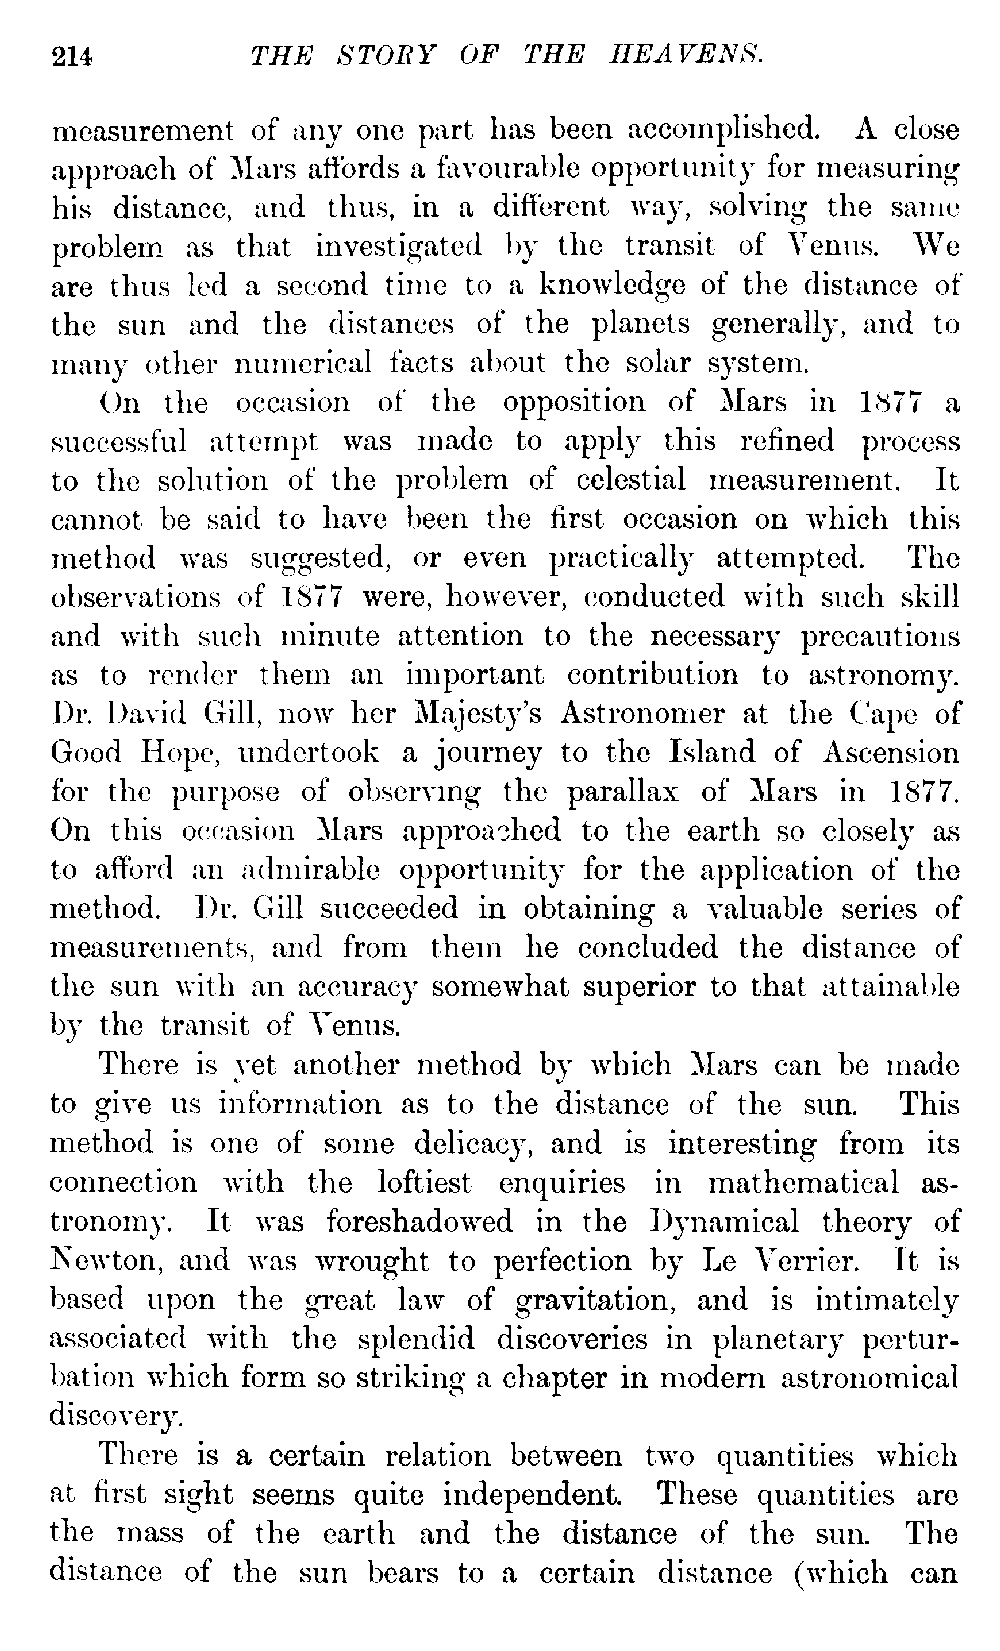 214 THE STORY OF THE HEAVENS.
measurement of any one part has been accomplished. A close
approach of Mars affords a favourable opportunity for measuring
his distance, and thus, in a different way, solving the same
problem as that investigated by the transit of Venus. We
are thus led a second time to a knowledge of the distance of
the sun and the distances of the planets generally, and to
many other numerical facts about the solar system.
On the occasion of the opposition of Mars in 1877 a
successful attempt was made to apply this refined process
to the solution of the problem of celestial measurement. It
cannot be said to have been the first occasion on which this
method was suggested, or even practically attempted. The
observations of 1877 were, however, conducted with such skill
and with such minute attention to the necessary precautions
as to render them an important contribution to astronomy.
Dr. David Gill, now her Majesty's Astronomer at the Cape of
Good Hope, undertook a journey to the Island of Ascension
for the purpose of observing the parallax of Mars in 1877.
On this occasion Mars approached to the earth so closely as
to afford an admirable opportunity for the application of the
method. Dr. Gill succeeded in obtaining a valuable series of
measurements, and from them he concluded the distance of
the sun with an accuracy somewhat superior to that attainable
by the transit of Venus.
There is yet another method by which Mars can be made
to give us information as to the distance of the sun. This
method is one of some delicacy, and is interesting from its
connection with the loftiest enquiries in mathematical as-
tronomy. It was foreshadowed in the Dynamical theory of
Newton, and was wrought to perfection by Le Verrier. It is
based upon the great law of gravitation, and is intimately
associated with the splendid discoveries in planetary pertur-
bation which form so striking a chapter in modern astronomical
discovery.
There is a certain relation between two quantities which
at first sight seems quite independent. These quantities are
the mass of the earth and the distance of the sun. The
distance of the sun bears to a certain distance (which can